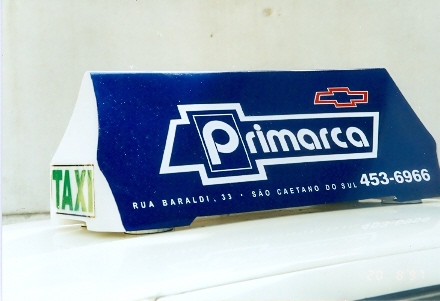 Primarca
RUA BARALDI, 33 - SÃO CAETANO DO SUL 453-6966
TAXI